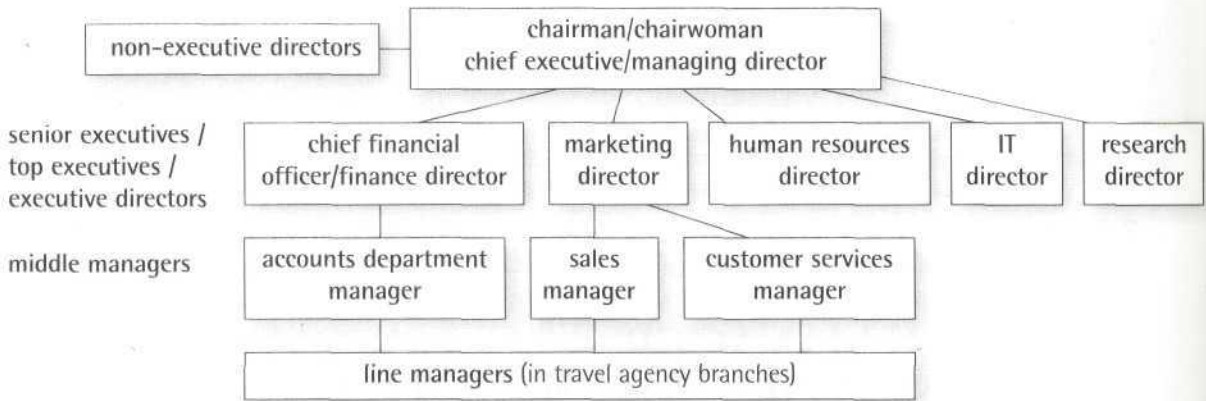 chairman/chairwoman
non-executive directors
chief executive/managing director
senior executives /
top executives /
executive directors
chief financial
officer/finance director
marketing
director
human resources
director
IT
director
research
director
middle managers
accounts department
manager
sales
manager
customer services
manager
line managers (in travel agency branches)